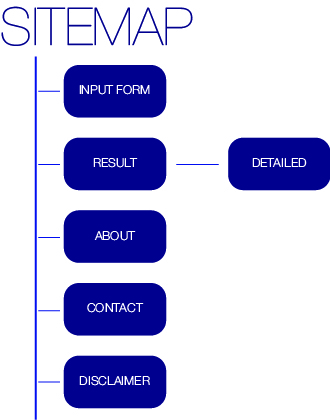 SITEMAP
INPUT FORM
RESULT
DETAILED
ABOUT
CONTACT
DISCLAIMER